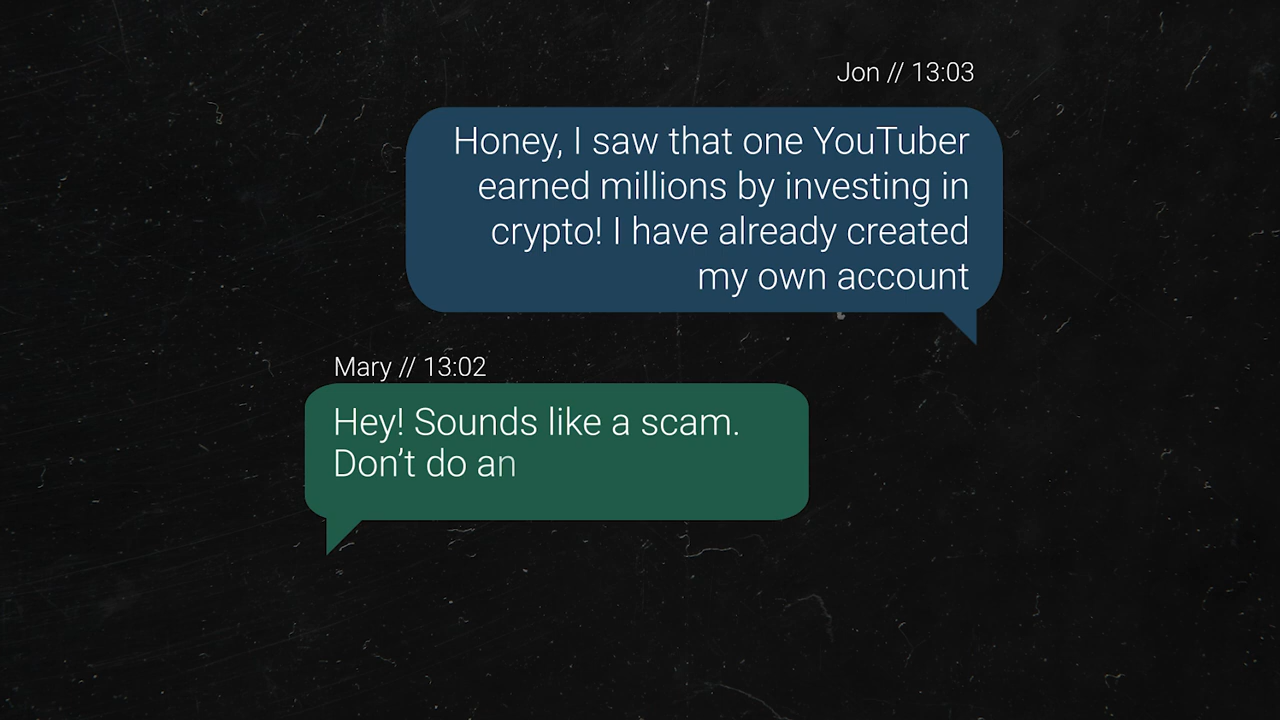 Jon // 13:03
Honey, I saw that one YouTuber
earned millions by investing in
crypto! I have already created
my own account
Mary // 13:02
Hey! Sounds like a scam.
Don’t do an